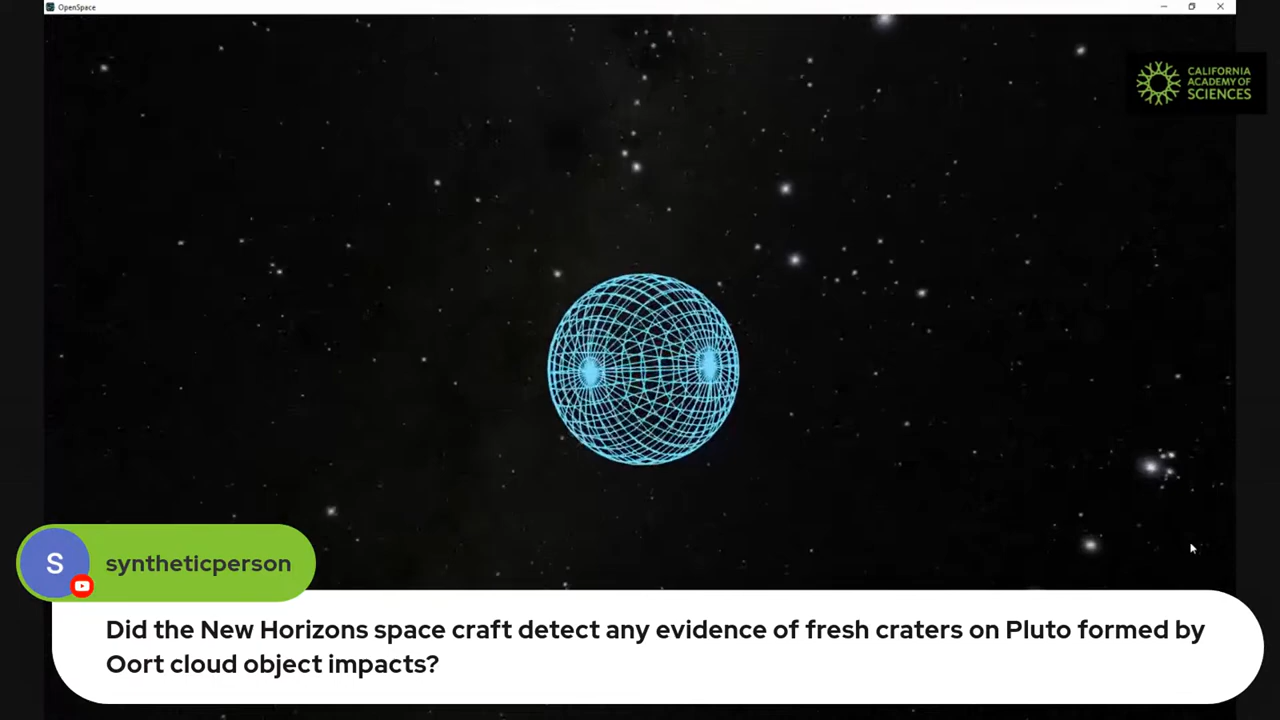 OpenSpace
CALIFORNIA
ACADEMY OF
SCIENCES
S
syntheticperson
Did the New Horizons space craft detect any evidence of fresh craters on Pluto formed by
Oort cloud object impacts?